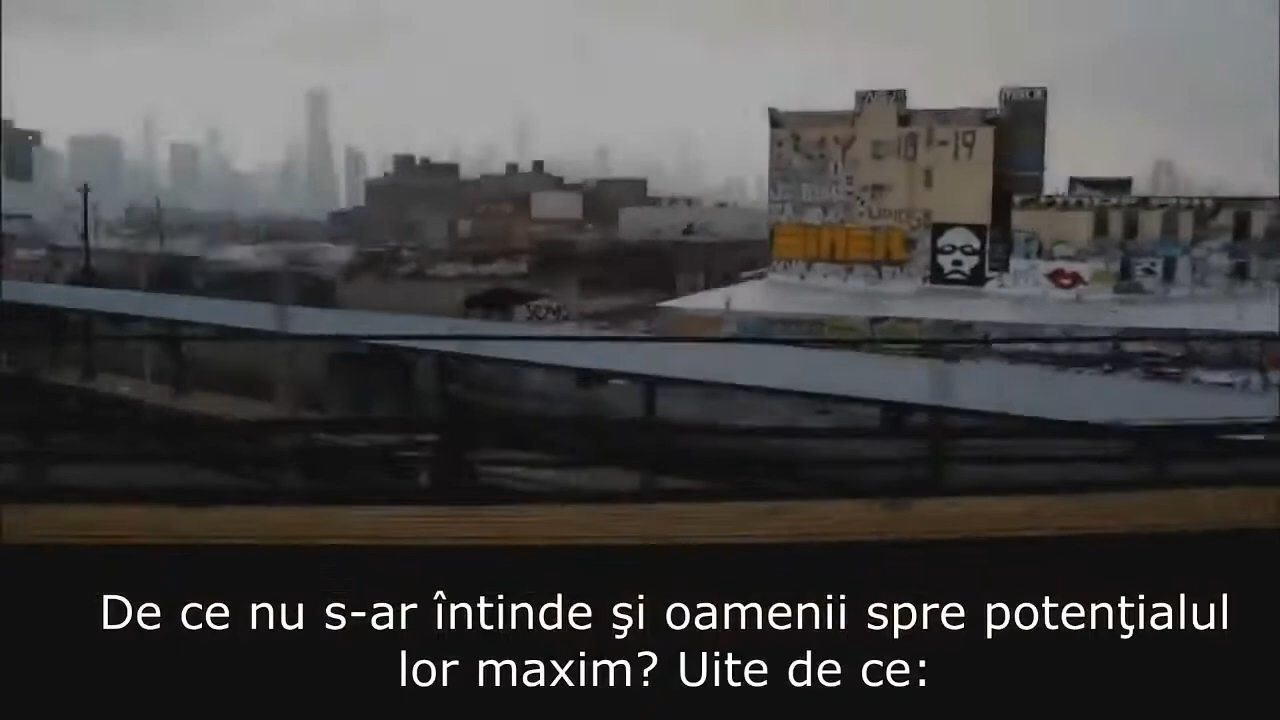 De ce nu s-ar întinde şi oamenii spre potenţialul
lor maxim? Uite de ce: